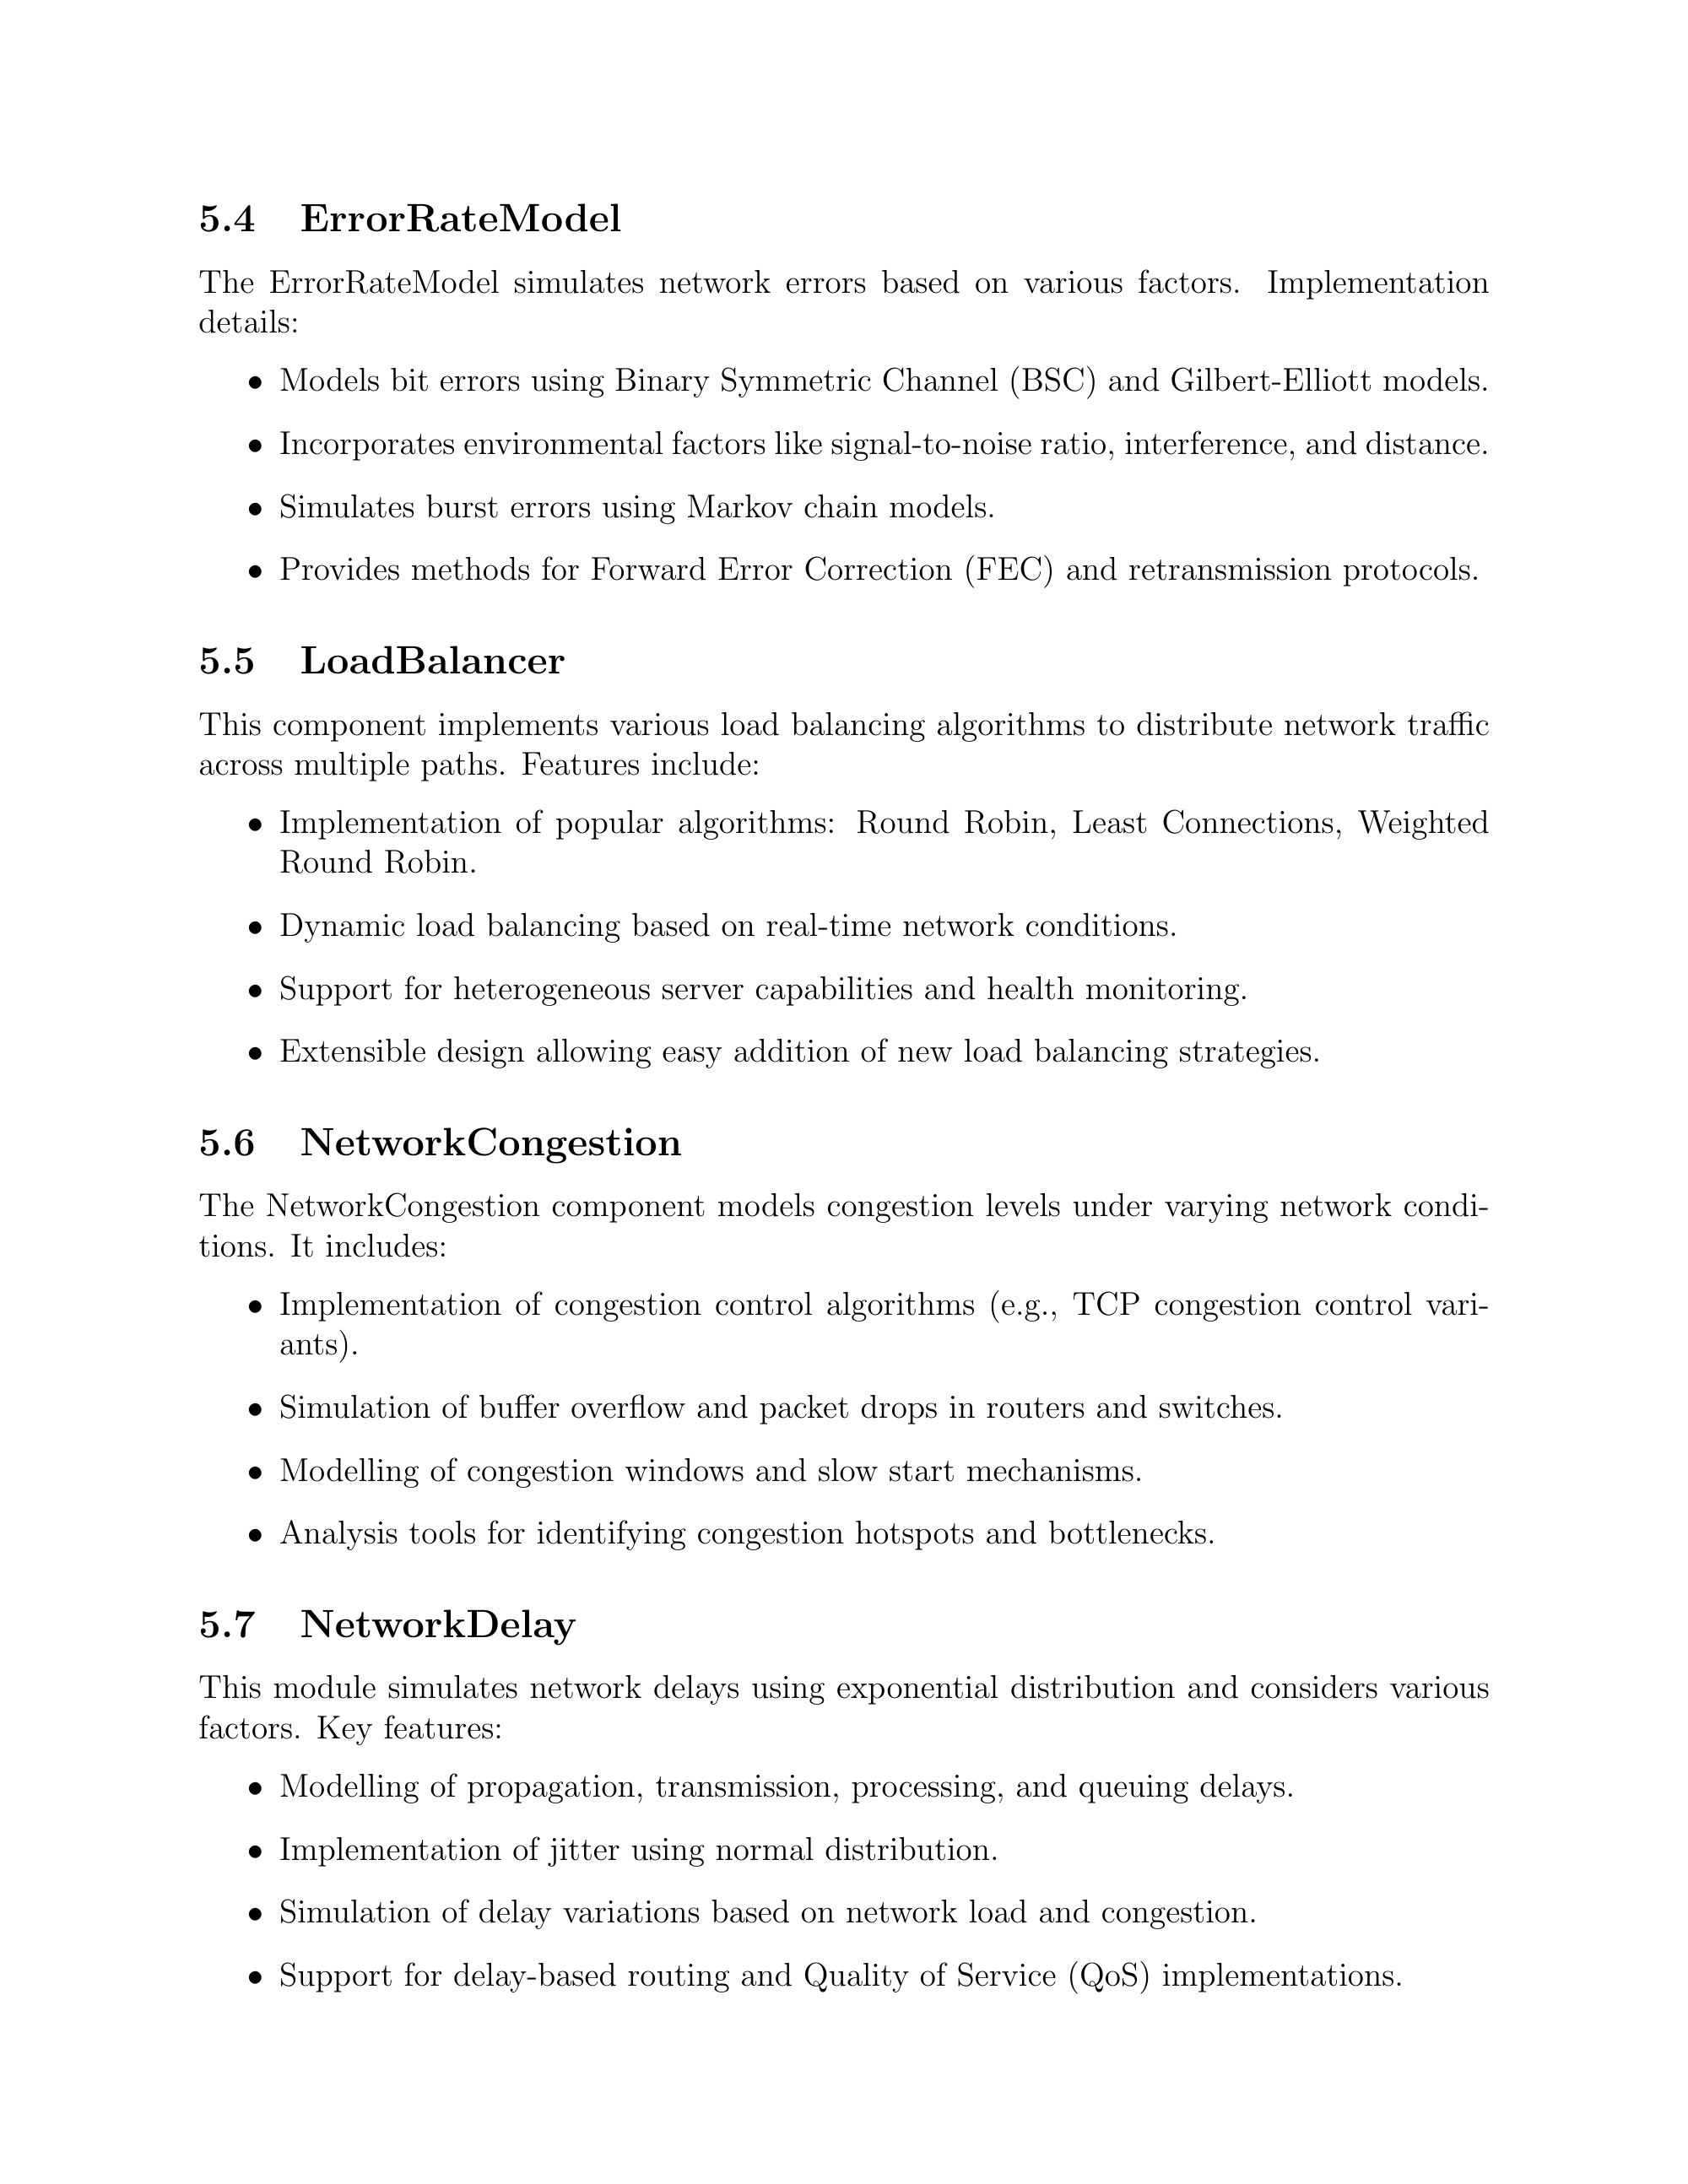 5.4 ErrorRateModel
The ErrorRateModel simulates network errors based on various factors. Implementation
details:
• Models bit errors using Binary Symmetric Channel (BSC) and Gilbert-Elliott models.
• Incorporates environmental factors like signal-to-noise ratio, interference, and distance.
• Simulates burst errors using Markov chain models.
• Provides methods for Forward Error Correction (FEC) and retransmission protocols.
5.5 LoadBalancer
This component implements various load balancing algorithms to distribute network traffic
across multiple paths. Features include:
• Implementation of popular algorithms: Round Robin, Least Connections, Weighted
Round Robin.
• Dynamic load balancing based on real-time network conditions.
• Support for heterogeneous server capabilities and health monitoring.
• Extensible design allowing easy addition of new load balancing strategies.
5.6 NetworkCongestion
The NetworkCongestion component models congestion levels under varying network condi-
tions. It includes:
• Implementation of congestion control algorithms (e.g., TCP congestion control vari-
ants).
• Simulation of buffer overflow and packet drops in routers and switches.
• Modelling of congestion windows and slow start mechanisms.
• Analysis tools for identifying congestion hotspots and bottlenecks.
5.7 NetworkDelay
This module simulates network delays using exponential distribution and considers various
factors. Key features:
• Modelling of propagation, transmission, processing, and queuing delays.
• Implementation of jitter using normal distribution.
• Simulation of delay variations based on network load and congestion.
• Support for delay-based routing and Quality of Service (QoS) implementations.